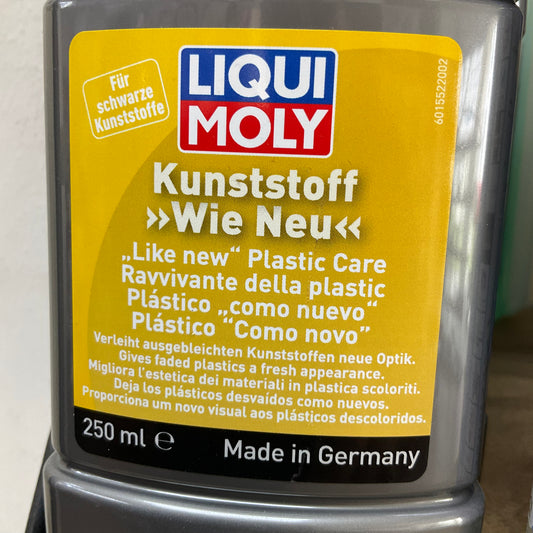 Für
schwarze
Kunststoffe
LIQUI
MOLY
6015522002
Kunststoff
»Wie Neu«
„Like new“ Plastic Care
Ravvivante della plastic
Plástico „como nuevo“
Plástico “Como novo”
Verleiht ausgebleichten Kunststoffen neue Optik.
Gives faded plastics a fresh appearance.
Migliora l'estetica dei materiali in plastica scoloriti.
Deja los plásticos desvaídos como nuevos.
Proporciona um novo visual aos plásticos descoloridos.
250 ml ℮
Made in Germany